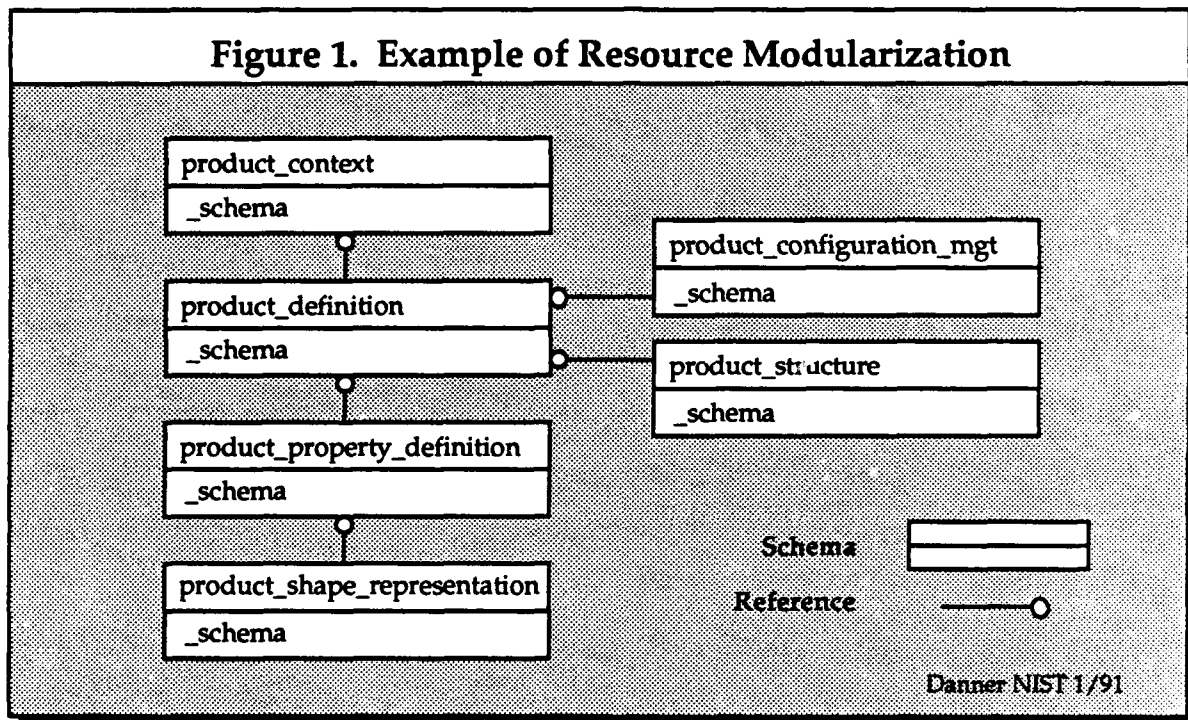 Figure 1. Example of Resource Modularization
product_context
_schema
product_definition
_schema
product_property_definition
_schema
product_shape_representation
_schema
product_configuration_mgt
_schema
product_structure
_schema
Schema
Reference
Danner NIST 1/91